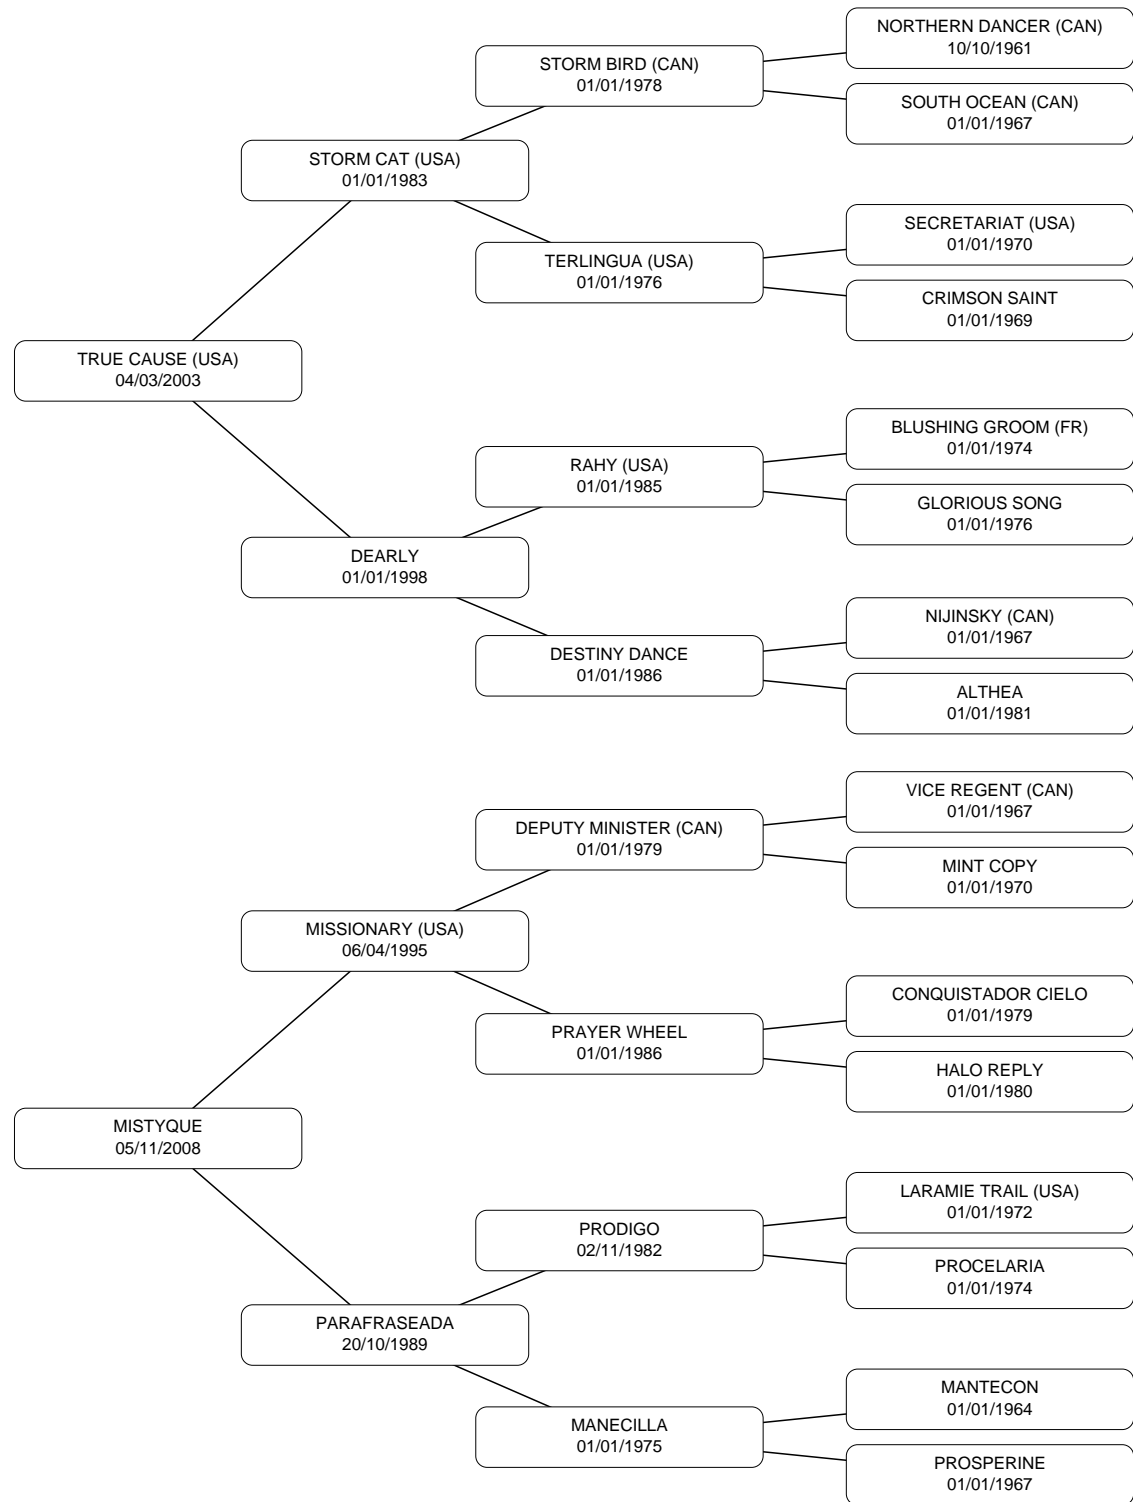 NORTHERN DANCER (CAN)
10/10/1961
STORM BIRD (CAN)
01/01/1978
SOUTH OCEAN (CAN)
01/01/1967
STORM CAT (USA)
01/01/1983
SECRETARIAT (USA)
01/01/1970
TERLINGUA (USA)
01/01/1976
CRIMSON SAINT
01/01/1969
TRUE CAUSE (USA)
04/03/2003
BLUSHING GROOM (FR)
01/01/1974
RAHY (USA)
01/01/1985
GLORIOUS SONG
01/01/1976
DEARLY
01/01/1998
NIJINSKY (CAN)
01/01/1967
DESTINY DANCE
01/01/1986
ALTHEA
01/01/1981
VICE REGENT (CAN)
01/01/1967
DEPUTY MINISTER (CAN)
01/01/1979
MINT COPY
01/01/1970
MISSIONARY (USA)
06/04/1995
CONQUISTADOR CIELO
01/01/1979
PRAYER WHEEL
01/01/1986
HALO REPLY
01/01/1980
MISTYQUE
05/11/2008
LARAMIE TRAIL (USA)
01/01/1972
PRODIGO
02/11/1982
PROCELARIA
01/01/1974
PARAFRASEADA
20/10/1989
MANTECON
01/01/1964
MANECILLA
01/01/1975
PROSPERINE
01/01/1967